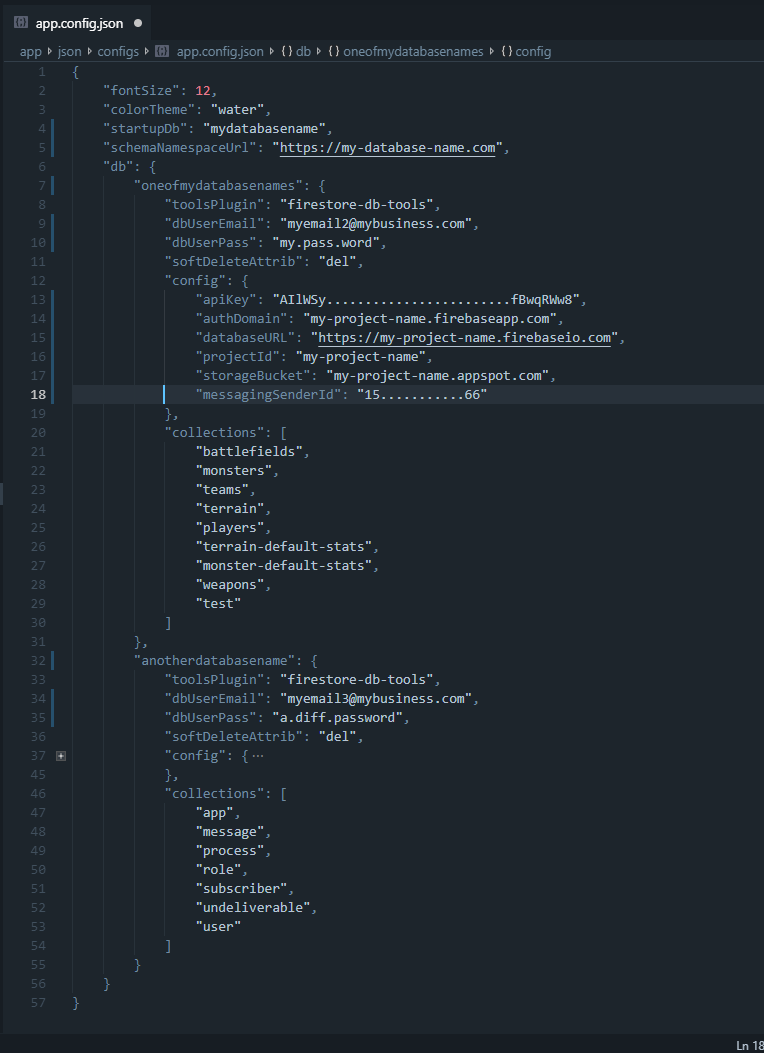 app.config.json ●
app json configs app.config.json {} db {} oneofmydatabasenames {} config
1 {
2 "fontSize": 12,
3 "colorTheme": "water",
4 "startupDb": "mydatabasename",
5 "schemaNamespaceUrl": "https://my-database-name.com",
6 "db": {
7 "oneofmydatabasenames": {
8 "toolsPlugin": "firestore-db-tools",
9 "dbUserEmail": "myemail2@mybusiness.com",
10 "dbUserPass": "my.pass.word",
11 "softDeleteAttrib": "del",
12 "config": {
13 "apiKey": "AIlWSy........................fBwqRWw8",
14 "authDomain": "my-project-name.firebaseapp.com",
15 "databaseURL": "https://my-project-name.firebaseio.com",
16 "projectId": "my-project-name",
17 "storageBucket": "my-project-name.appspot.com",
18 "messagingSenderId": "15...........66"
19 },
20 "collections": [
21 "battlefields",
22 "monsters",
23 "teams",
24 "terrain",
25 "players",
26 "terrain-default-stats",
27 "monster-default-stats",
28 "weapons",
29 "test"
30 ]
31 },
32 "anotherdatabasename": {
33 "toolsPlugin": "firestore-db-tools",
34 "dbUserEmail": "myemail3@mybusiness.com",
35 "dbUserPass": "a.diff.password",
36 "softDeleteAttrib": "del",
37 "config": {⋯
45 },
46 "collections": [
47 "app",
48 "message",
49 "process",
50 "role",
51 "subscriber",
52 "undeliverable",
53 "user"
54 ]
55 }
56 }
57 }
Ln 18